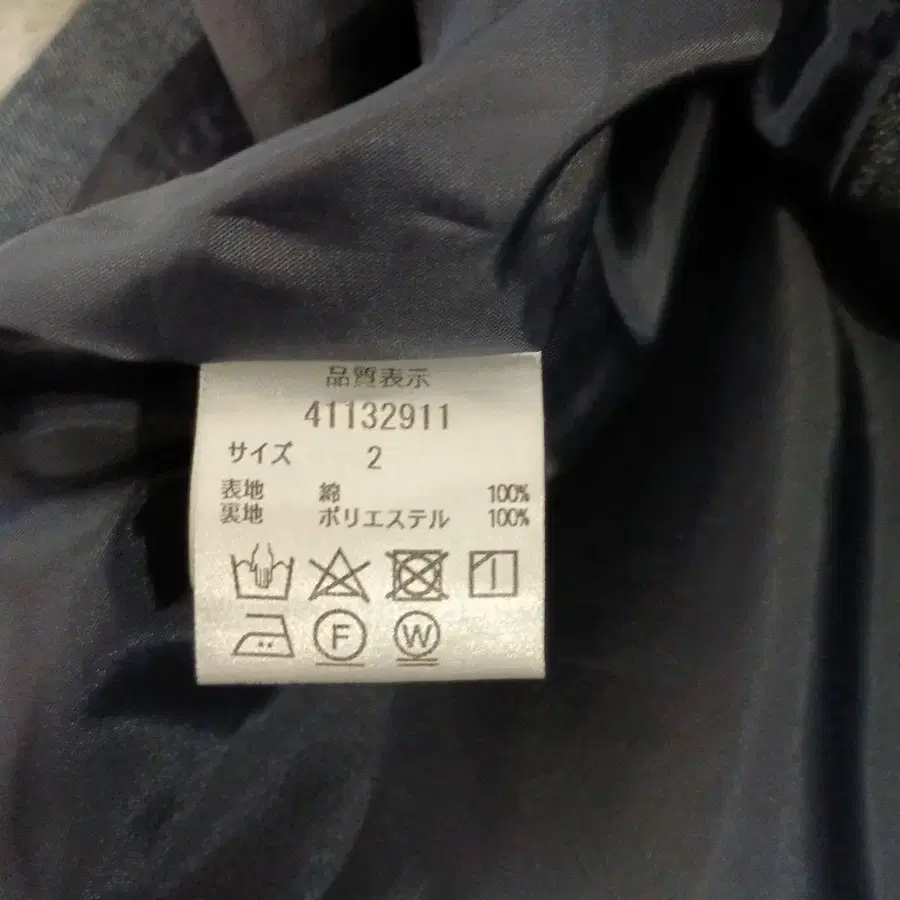 品質表示
41132911
サイズ 2
表地 綿 100%
裏地 ポリエステル 100%
F W